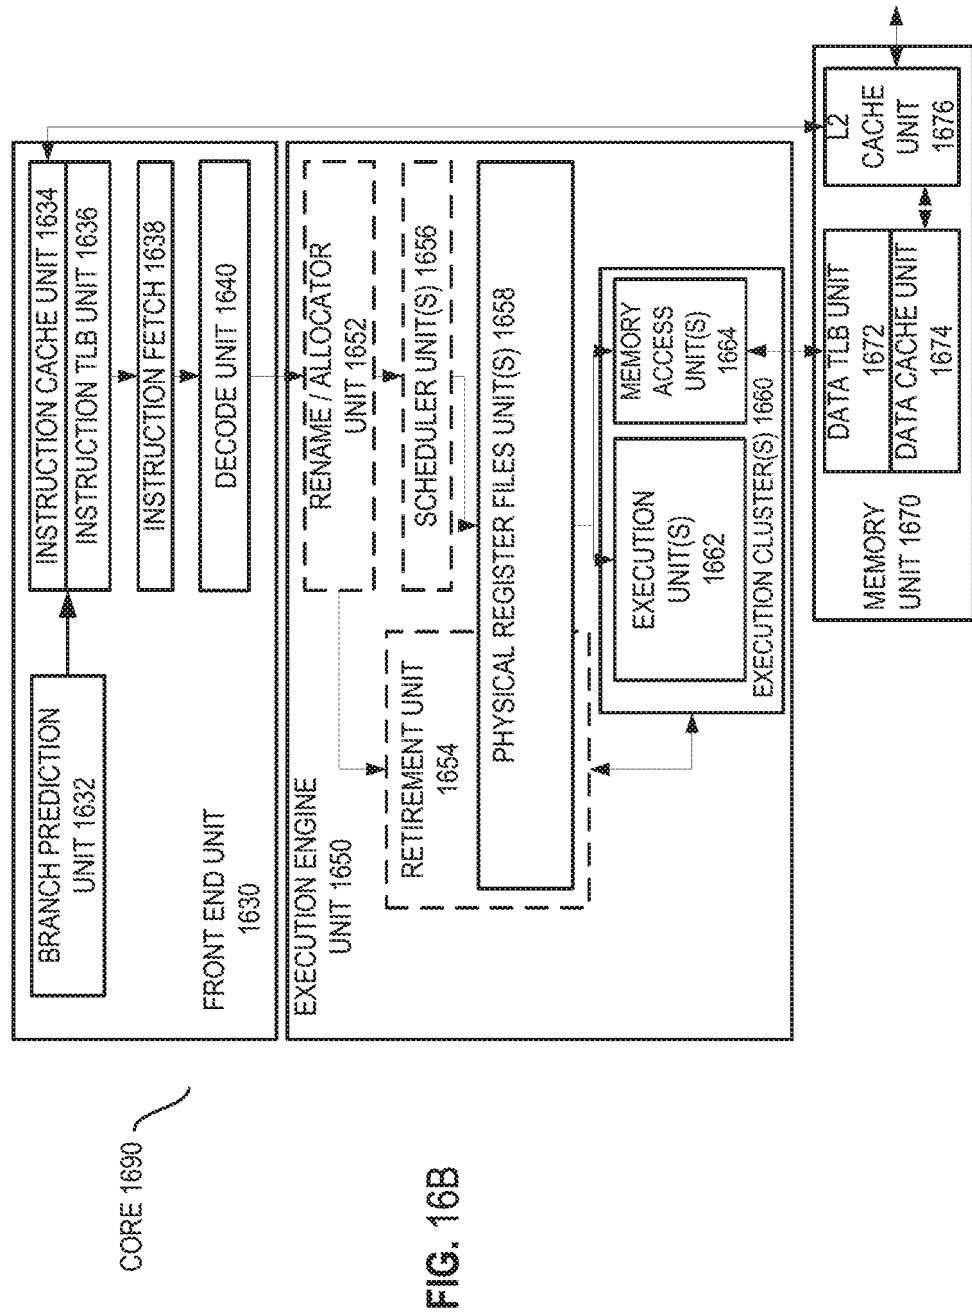 CORE 1690
FRONT END UNIT
1630
BRANCH PREDICTION
UNIT 1632
INSTRUCTION CACHE UNIT 1634
INSTRUCTION TLB UNIT 1636
INSTRUCTION FETCH 1638
DECODE UNIT 1640
EXECUTION ENGINE
UNIT 1650
RENAME / ALLOCATOR
UNIT 1652
RETIREMENT UNIT
1654
SCHEDULER UNIT(S) 1656
PHYSICAL REGISTER FILES UNIT(S) 1658
EXECUTION
UNIT(S)
1662
MEMORY
ACCESS
UNIT(S)
1664
EXECUTION CLUSTER(S) 1660
MEMORY
UNIT 1670
DATA TLB UNIT
1672
DATA CACHE UNIT
1674
L2
CACHE
UNIT
1676
FIG. 16B